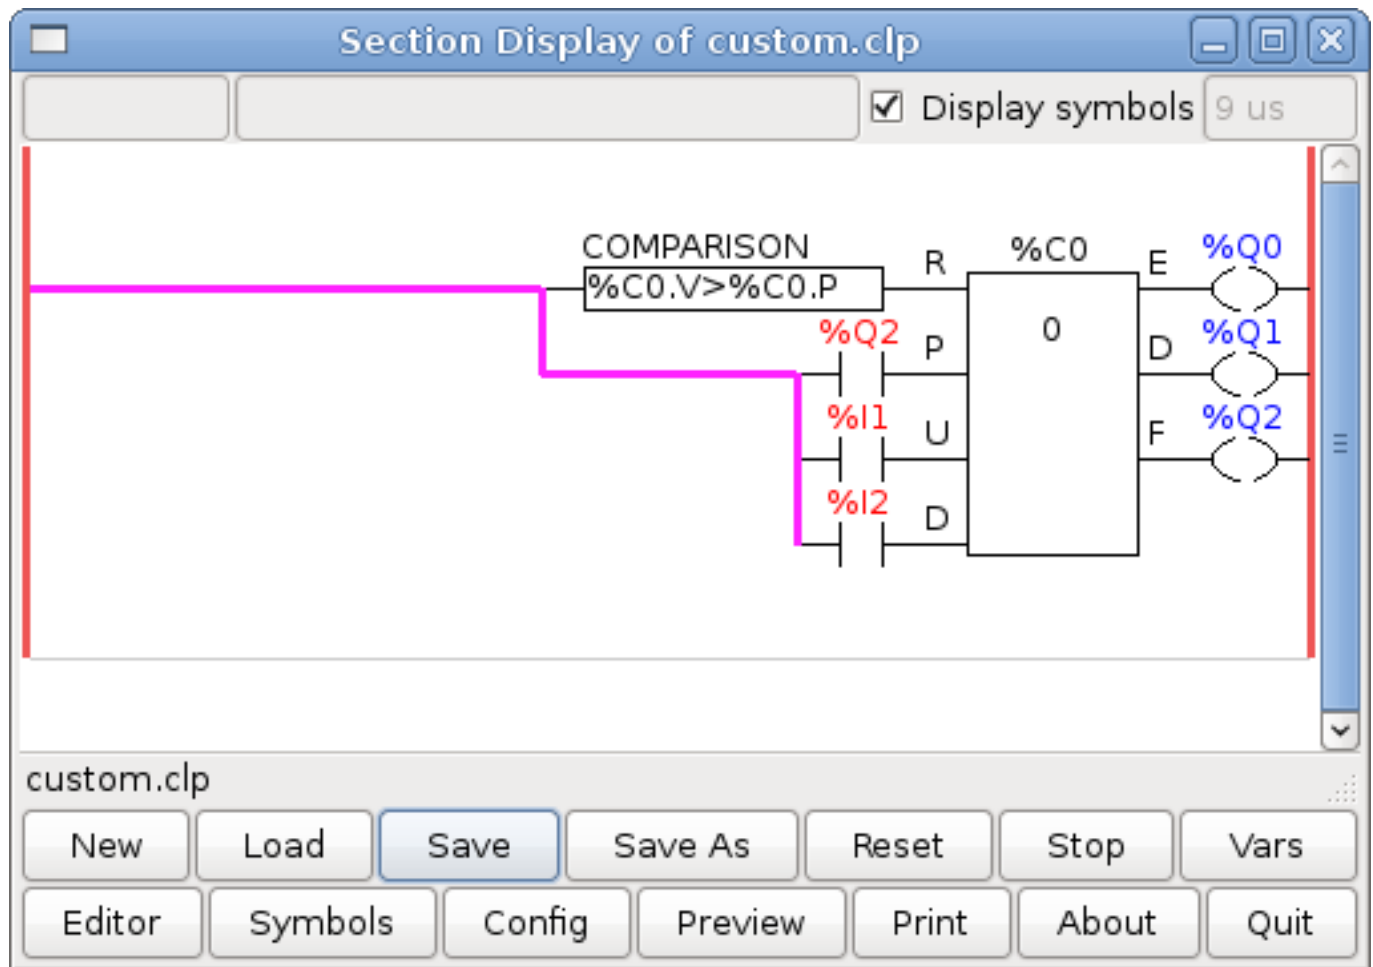 Section Display of custom.clp
Display symbols 9 us
COMPARISON %C0 %Q0
R E
%C0.V>%C0.P
%Q2 0 %Q1
P D
%I1 %Q2
U F
%I2
D
custom.clp
New Load Save Save As Reset Stop Vars
Editor Symbols Config Preview Print About Quit